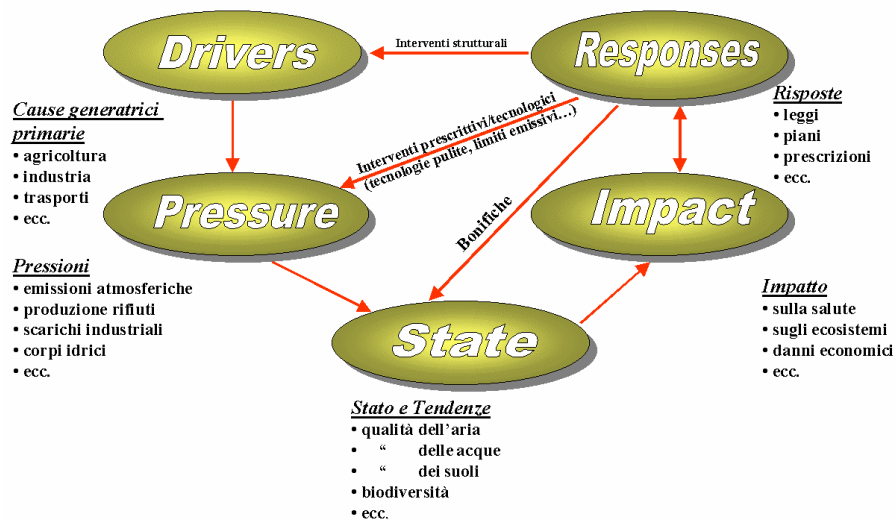 Drivers
Interventi strutturali
Responses
Cause generatrici
primarie
• agricoltura
• industria
• trasporti
• ecc.
Interventi prescrittivi/tecnologici
(tecnologie pulite, limiti emissivi…)
Risposte
• leggi
• piani
• prescrizioni
• ecc.
Pressure
Bonifiche
Impact
Pressioni
• emissioni atmosferiche
• produzione rifiuti
• scarichi industriali
• corpi idrici
• ecc.
State
Impatto
• sulla salute
• sugli ecosistemi
• danni economici
• ecc.
Stato e Tendenze
• qualità dell’aria
• “ delle acque
• “ dei suoli
• biodiversità
• ecc.